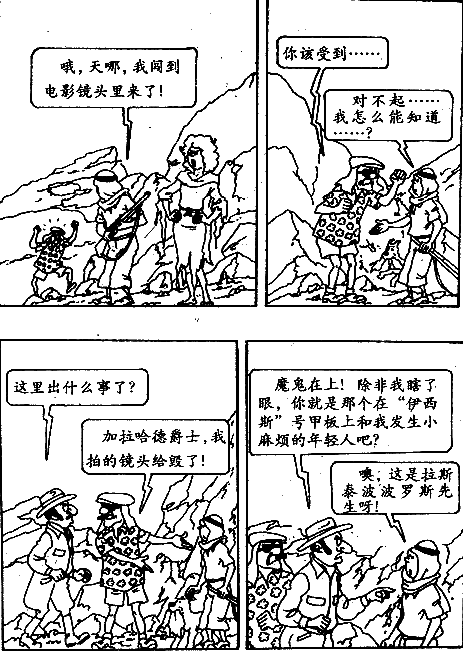 哦，天哪，我闯到
电影镜头里来了！
你该受到……
对不起……
我怎么能知道
……？
这里出什么事了？
加拉哈德爵士，我
拍的镜头给毁了！
魔鬼在上！除非我瞎了
眼，你就是那个在“伊西
斯”号甲板上和我发生小
麻烦的年轻人吧？
噢，这是拉斯
泰波波罗斯先
生呀！